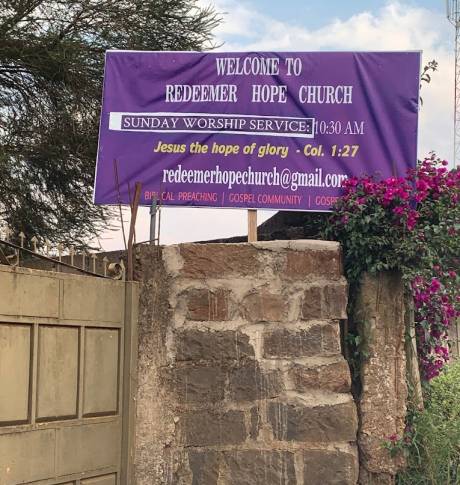 WELCOME TO
REDEEMER HOPE CHURCH
SUNDAY WORSHIP SERVICE: 10:30 AM
Jesus the hope of glory - Col. 1:27
redeemerhopechurch@gmail.com
BIBLICAL PREACHING | GOSPEL COMMUNITY | GOSPEL